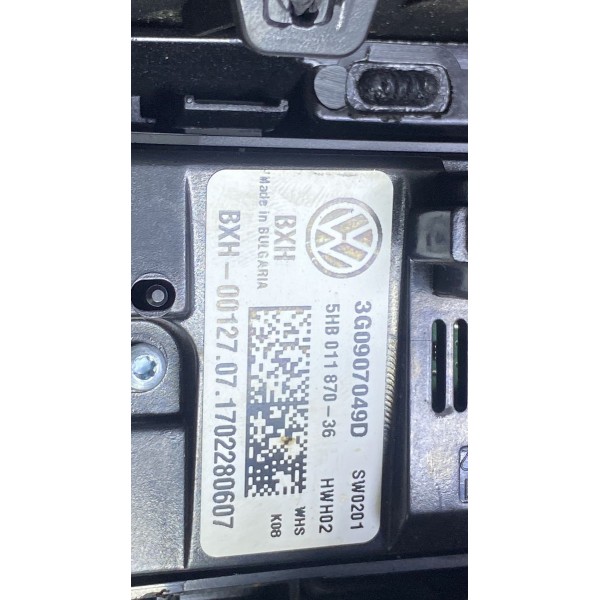 3G0907049D SW0201
5HB 011 870-36 HWH02
BXH WHS
Made in BULGARIA K08
BXH-00127.07.1702280607